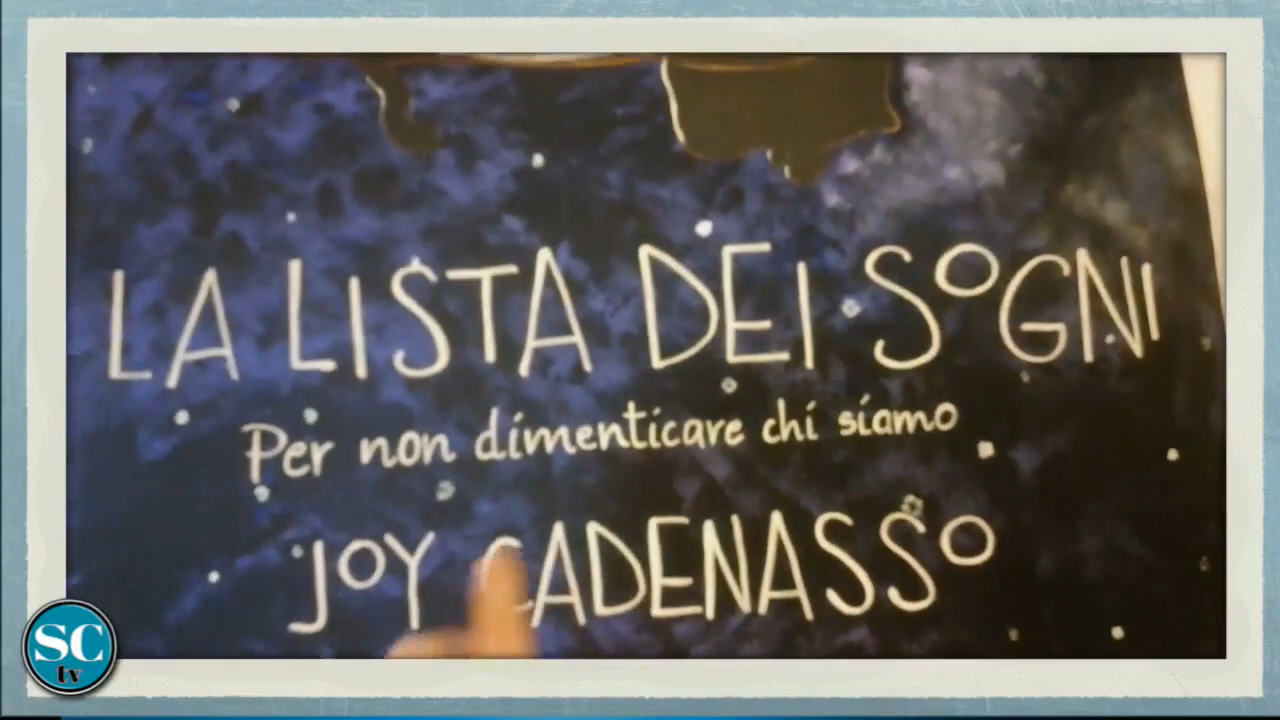 LA LISTA DEI SOGNI
Per non dimenticare chi siamo
JOY CADENASSO
SC
tv